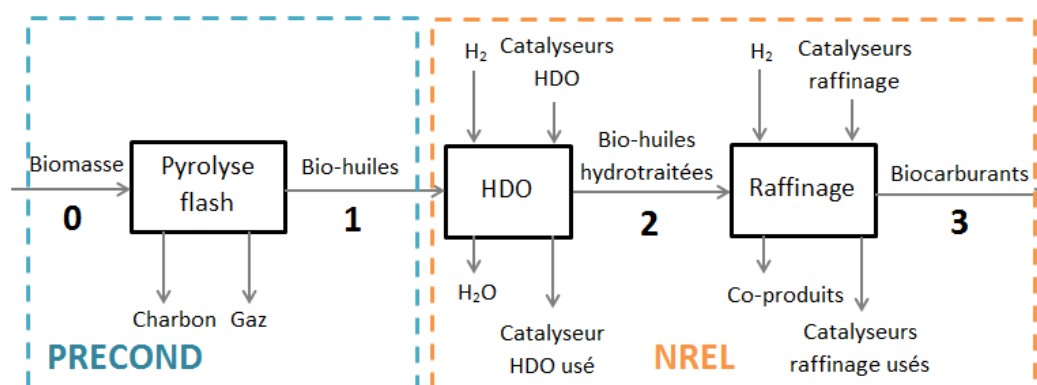 Biomasse
0
Pyrolyse
flash
Charbon
Gaz
PRECOND
Bio-huiles
1
H₂
Catalyseurs
HDO
HDO
H₂O
Catalyseur
HDO usé
Bio-huiles
hydrotraitées
2
H₂
Catalyseurs
raffinage
Raffinage
Co-produits
Catalyseurs
raffinage usés
Biocarburants
3
NREL